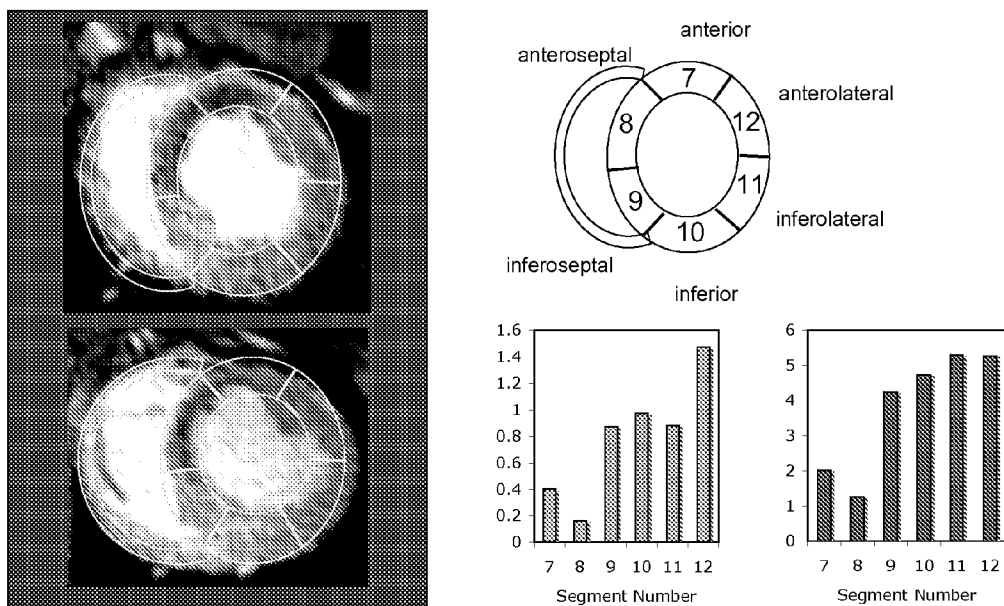 anterior
anteroseptal
7
anterolateral
8
12
9
11
10
inferolateral
inferoseptal
inferior
1.6
1.4
1.2
1
0.8
0.6
0.4
0.2
0
7 8 9 10 11 12
Segment Number
6
5
4
3
2
1
0
7 8 9 10 11 12
Segment Number